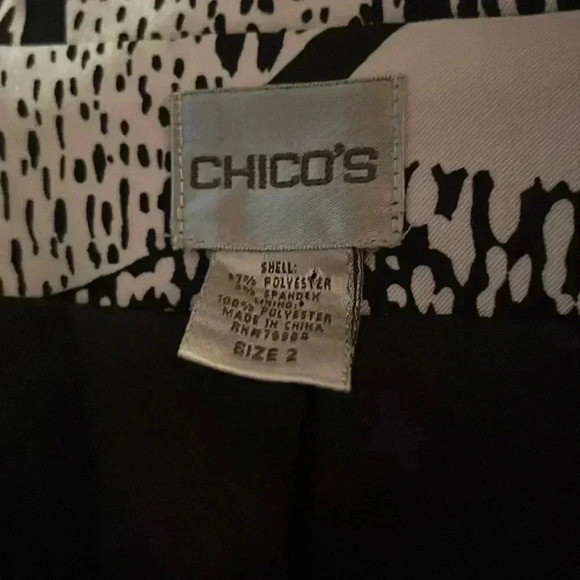 CHICO'S
SHELL:
POLYESTER
SPANDEX
LINING:
100% POLYESTER
MADE IN CHINA
SIZE 2